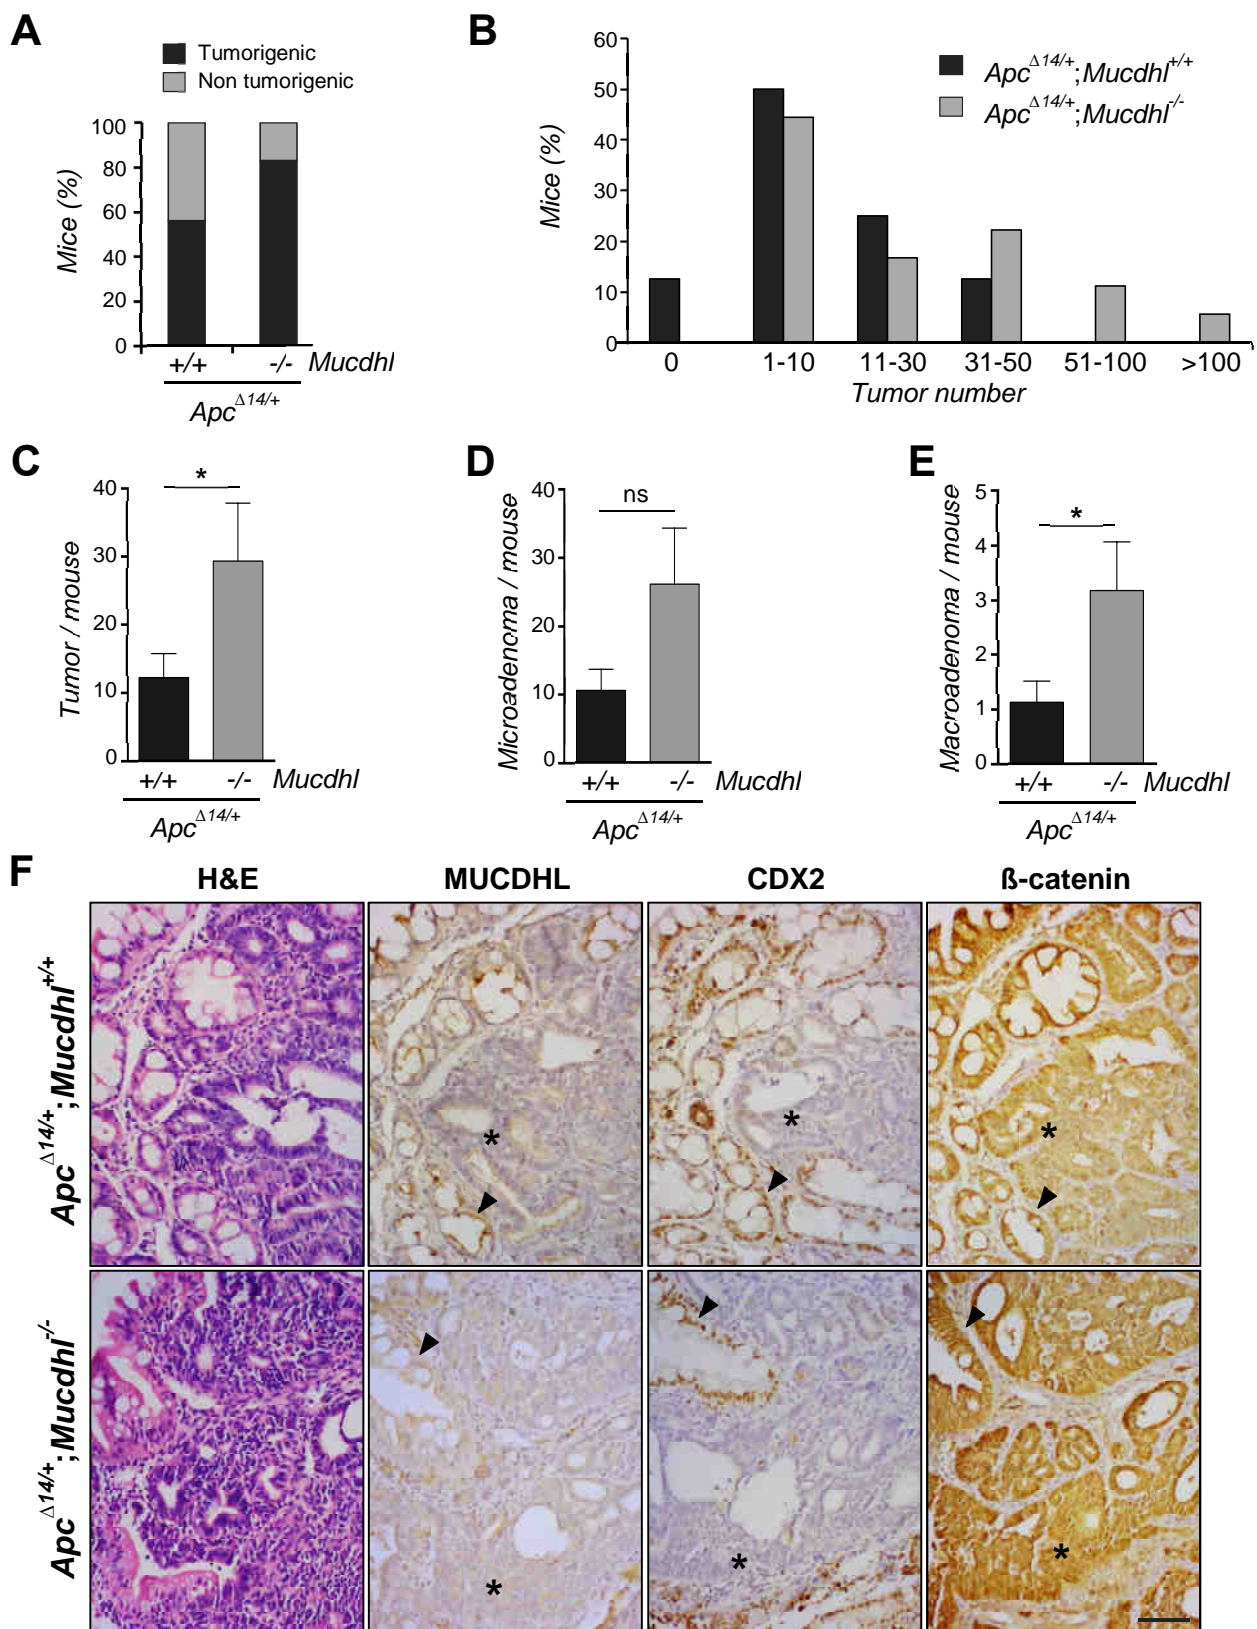 A
Tumorigenic
Non tumorigenic
100
80
60
40
20
0
Mice (%)
+/+ -/- Mucdhl
Apc^Δ14/+
B
60
50
40
30
20
10
0
Mice (%)
Apc^Δ14/+;Mucdhl^+/+
Apc^Δ14/+;Mucdhl^-/-
0 1-10 11-30 31-50 51-100 >100
Tumor number
C
*
40
30
20
10
0
Tumor / mouse
+/+ -/- Mucdhl
Apc^Δ14/+
D
ns
40
30
20
10
0
Microadenoma / mouse
+/+ -/- Mucdhl
Apc^Δ14/+
E
*
5
4
3
2
1
0
Macroadenoma / mouse
+/+ -/- Mucdhl
Apc^Δ14/+
F
H&E MUCDHL CDX2 ß-catenin
Apc^Δ14/+;Mucdhl^+/+
* * *
Apc^Δ14/+;Mucdhl^-/-
* * *